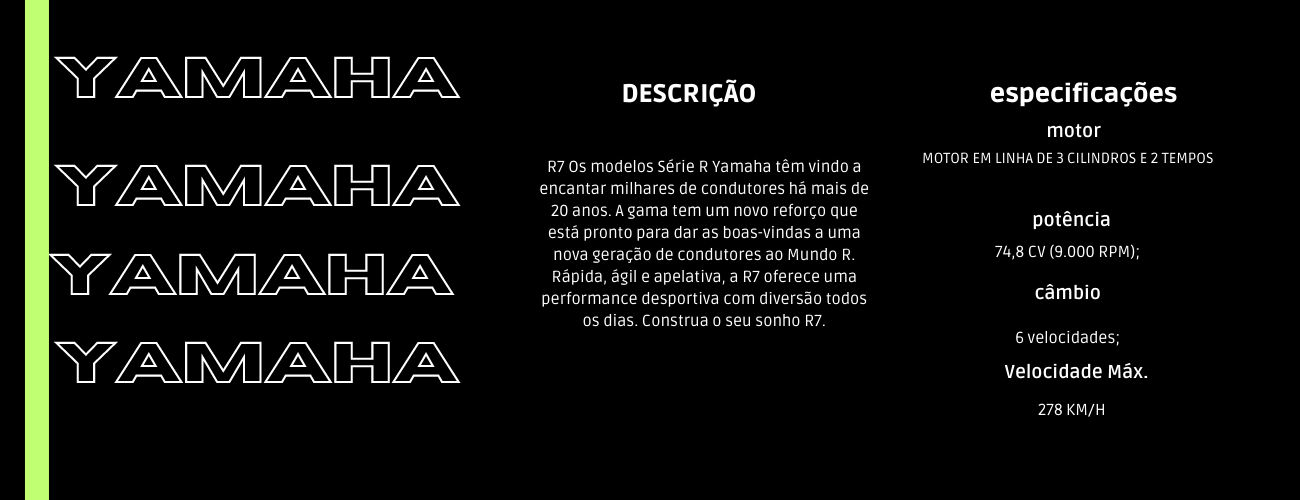 YAMAHA
YAMAHA
YAMAHA
YAMAHA
DESCRIÇÃO
R7 Os modelos Série R Yamaha têm vindo a
encantar milhares de condutores há mais de
20 anos. A gama tem um novo reforço que
está pronto para dar as boas-vindas a uma
nova geração de condutores ao Mundo R.
Rápida, ágil e apelativa, a R7 oferece uma
performance desportiva com diversão todos
os dias. Construa o seu sonho R7.
especificações
motor
MOTOR EM LINHA DE 3 CILINDROS E 2 TEMPOS
potência
74,8 CV (9.000 RPM);
câmbio
6 velocidades;
Velocidade Máx.
278 KM/H